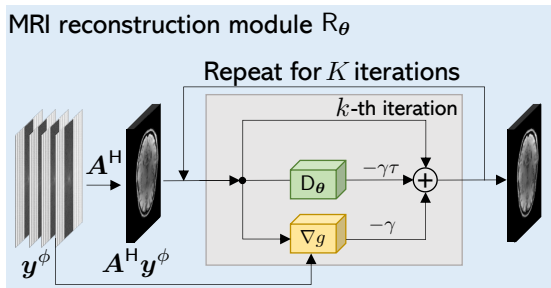 MRI reconstruction module R_θ
Repeat for K iterations
k-th iteration
A^H
D_θ
−γτ
+
∇g
−γ
y^ϕ
A^H y^ϕ